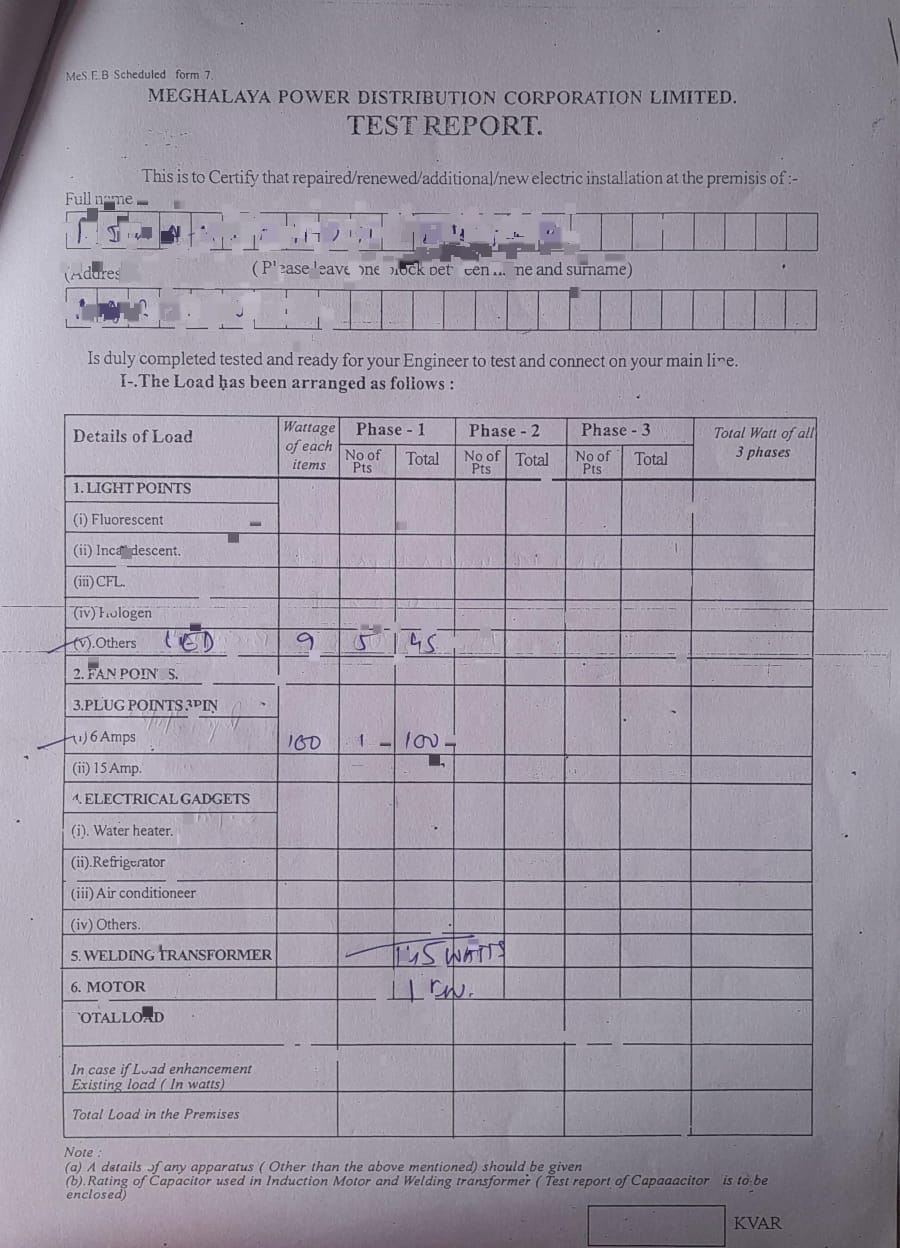 MeS.E.B Scheduled form 7.
MEGHALAYA POWER DISTRIBUTION CORPORATION LIMITED.
TEST REPORT.
This is to Certify that repaired/renewed/additional/new electric installation at the premisis of :-
Full name
(Address
( Please leave one block between name and surname)
Is duly completed tested and ready for your Engineer to test and connect on your main line.
I-.The Load has been arranged as follows :
Details of Load Wattage of each items Phase - 1 Phase - 2 Phase - 3 Total Watt of all 3 phases
No of Pts Total No of Pts Total No of Pts Total
1. LIGHT POINTS
(i) Fluorescent
(ii) Incandescent.
(iii) CFL.
(iv) Hologen
(v).Others LED 9 5 45
2. FAN POINTS.
3.PLUG POINTS 3PIN
(i) 6 Amps 100 1 - 100 -
(ii) 15 Amp.
4. ELECTRICAL GADGETS
(i). Water heater.
(ii).Refrigerator
(iii) Air conditioneer
(iv) Others.
5. WELDING TRANSFORMER 145 WATTS
6. MOTOR 1 KW.
TOTAL LOAD
In case if Load enhancement
Existing load ( In watts)
Total Load in the Premises
Note :
(a) A details of any apparatus ( Other than the above mentioned) should be given
(b).Rating of Capacitor used in Induction Motor and Welding transformer ( Test report of Capaaacitor is to be
enclosed)
KVAR